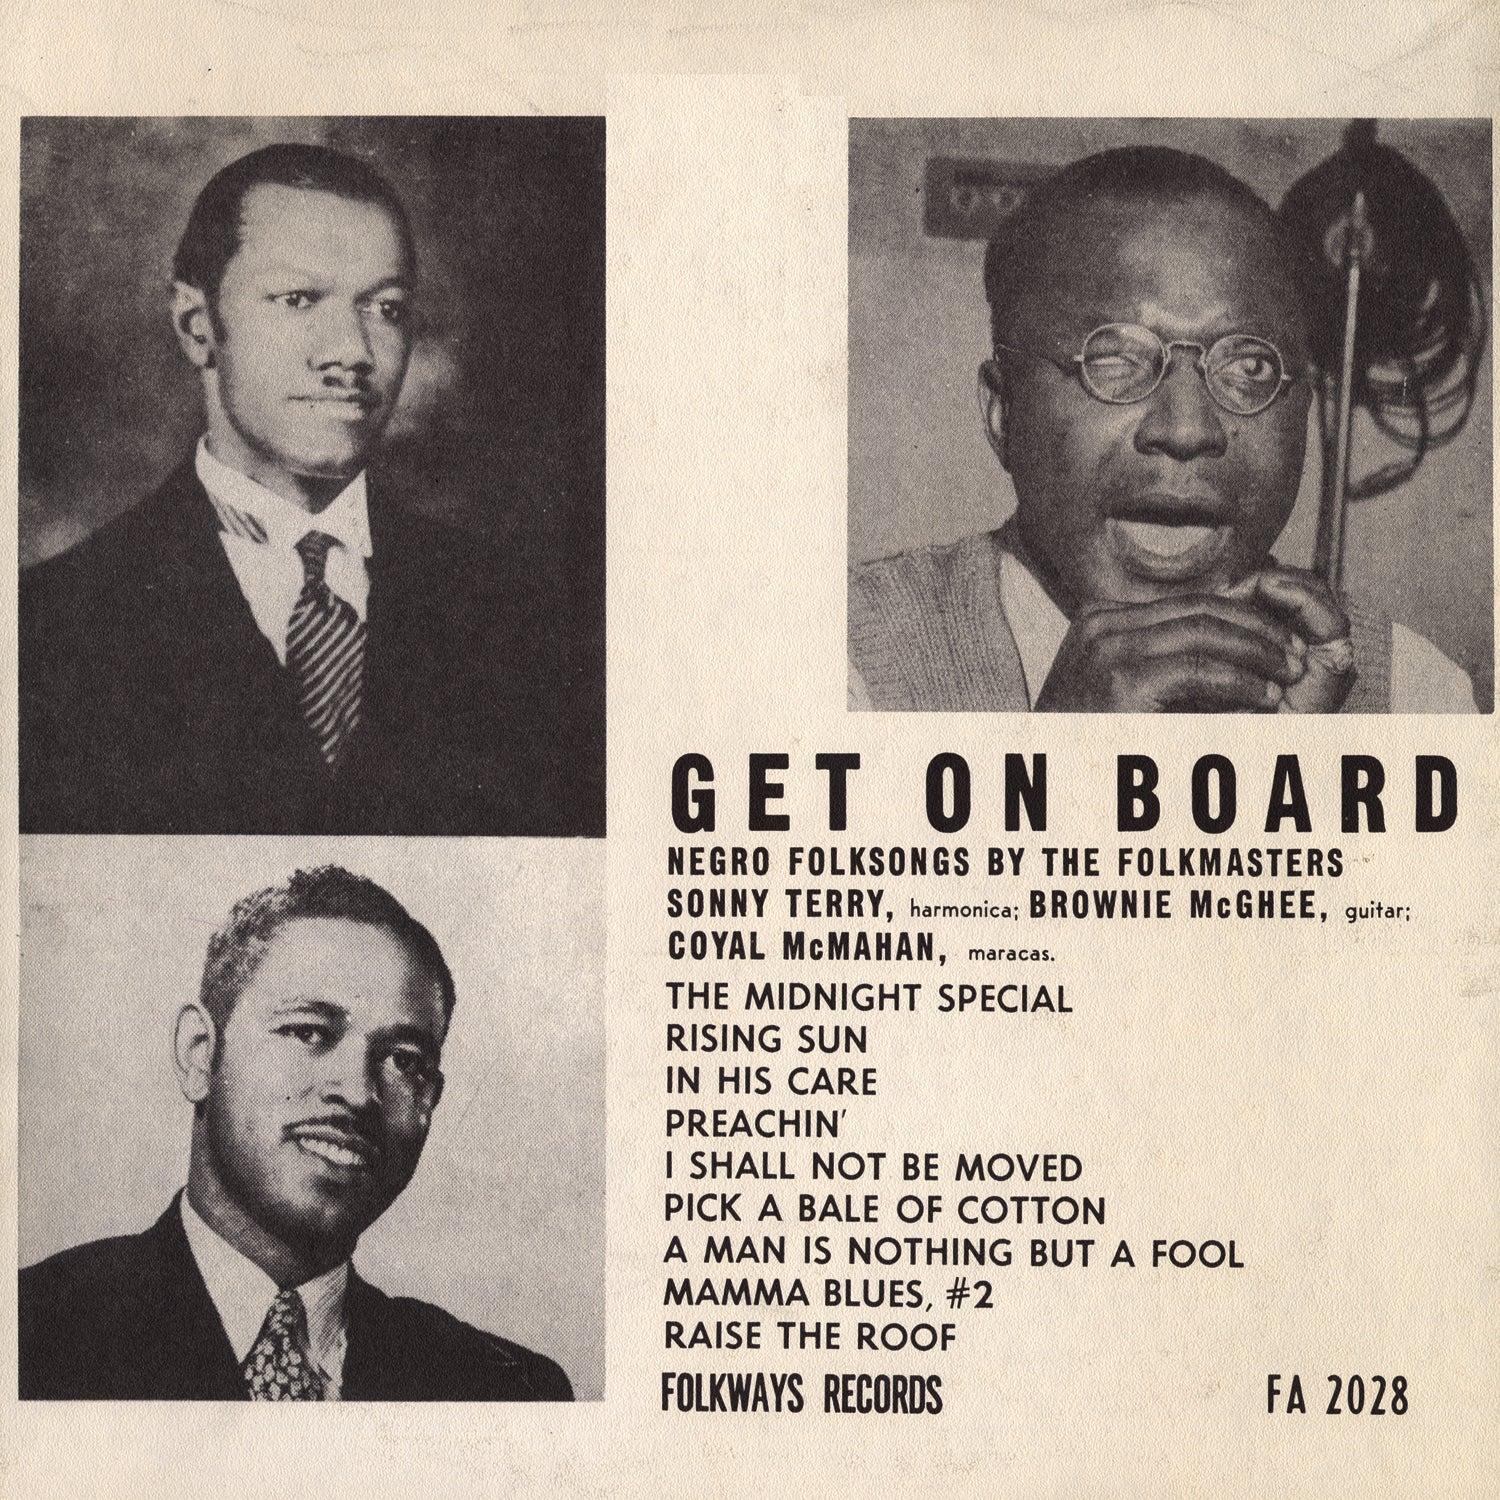 GET ON BOARD
NEGRO FOLKSONGS BY THE FOLKMASTERS
SONNY TERRY, harmonica; BROWNIE McGHEE, guitar;
COYAL McMAHAN, maracas.
THE MIDNIGHT SPECIAL
RISING SUN
IN HIS CARE
PREACHIN'
I SHALL NOT BE MOVED
PICK A BALE OF COTTON
A MAN IS NOTHING BUT A FOOL
MAMMA BLUES, #2
RAISE THE ROOF
FOLKWAYS RECORDS FA 2028